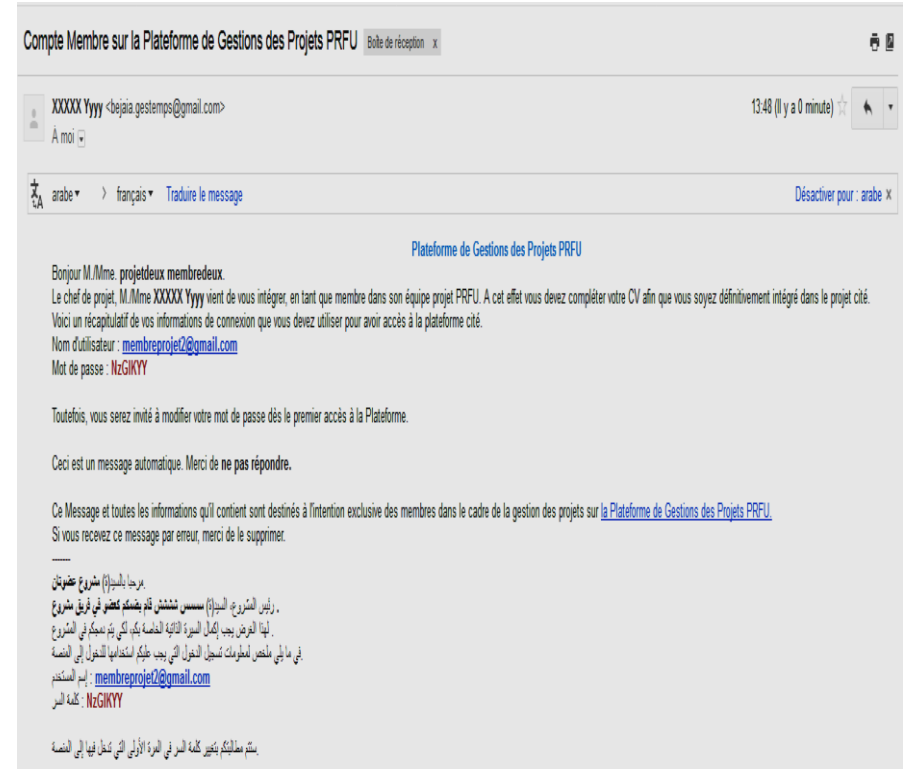 Compte Membre sur la Plateforme de Gestions des Projets PRFU Boîte de réception x
XXXXX Yyyy <bejaia.gestemps@gmail.com> 13:48 (Il y a 0 minute)
À moi
arabe > français Traduire le message Désactiver pour : arabe x
Plateforme de Gestions des Projets PRFU
Bonjour M./Mme. projetdeux membredeux.
Le chef de projet, M./Mme XXXXX Yyyy vient de vous intégrer, en tant que membre dans son équipe projet PRFU. A cet effet vous devez compléter votre CV afin que vous soyez définitivement intégré dans le projet cité.
Voici un récapitulatif de vos informations de connexion que vous devez utiliser pour avoir accès à la plateforme cité.
Nom d'utilisateur : membreprojet2@gmail.com
Mot de passe : NzGlKYY
Toutefois, vous serez invité à modifier votre mot de passe dès le premier accès à la Plateforme.
Ceci est un message automatique. Merci de ne pas répondre.
Ce Message et toutes les informations qu'il contient sont destinés à l'intention exclusive des membres dans le cadre de la gestion des projets sur la Plateforme de Gestions des Projets PRFU.
Si vous recevez ce message par erreur, merci de le supprimer.
-------
مرحبا بالسيد(ة) مشروع عضوتان.
رئيس المشروع، السيد(ة) سسسس شششش قام بضمكم كعضو في فريق مشروع .
لهذا الغرض يجب إكمال السيرة الذاتية الخاصة بكم، لكي يتم دمجكم في المشروع .
في ما يلي ملخص لمعلومات تسجيل الدخول التي يجب عليكم استخدامها للدخول إلى المنصة.
إسم المستخدم : membreprojet2@gmail.com
كلمة السر : NzGlKYY
ستتم مطالبتكم بتغيير كلمة السر في المرة الأولى التي تدخل فيها إلى المنصة.